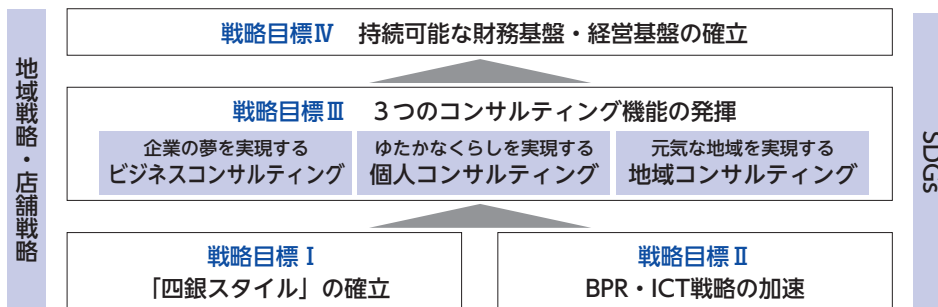 地域戦略・店舗戦略
戦略目標Ⅳ 持続可能な財務基盤・経営基盤の確立
戦略目標Ⅲ 3つのコンサルティング機能の発揮
企業の夢を実現する
ビジネスコンサルティング
ゆたかなくらしを実現する
個人コンサルティング
元気な地域を実現する
地域コンサルティング
戦略目標Ⅰ
「四銀スタイル」の確立
戦略目標Ⅱ
BPR・ICT戦略の加速
SDGs